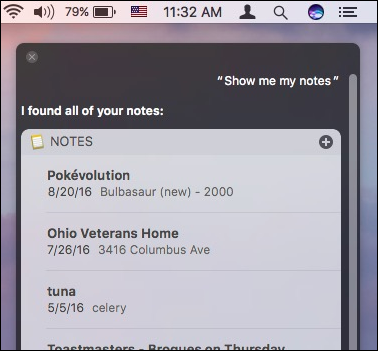 79% 11:32 AM
“Show me my notes”
I found all of your notes:
NOTES
Pokévolution
8/20/16 Bulbasaur (new) - 2000
Ohio Veterans Home
7/26/16 3416 Columbus Ave
tuna
5/5/16 celery
Toastmasters - Brogues on Thursday